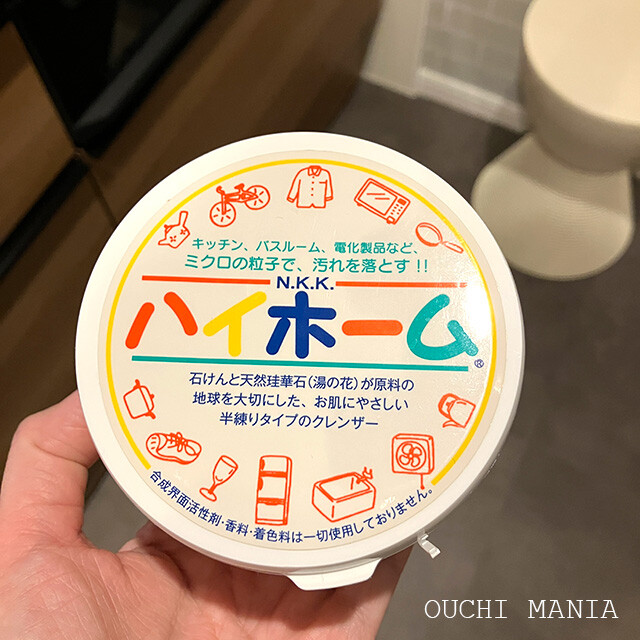 キッチン、バスルーム、電化製品など、
ミクロの粒子で、汚れを落とす!!
N.K.K.
ハイホーム®
石けんと天然珪華石(湯の花)が原料の
地球を大切にした、お肌にやさしい
半練りタイプのクレンザー
合成界面活性剤・香料・着色料は一切使用しておりません。
OUCHI MANIA